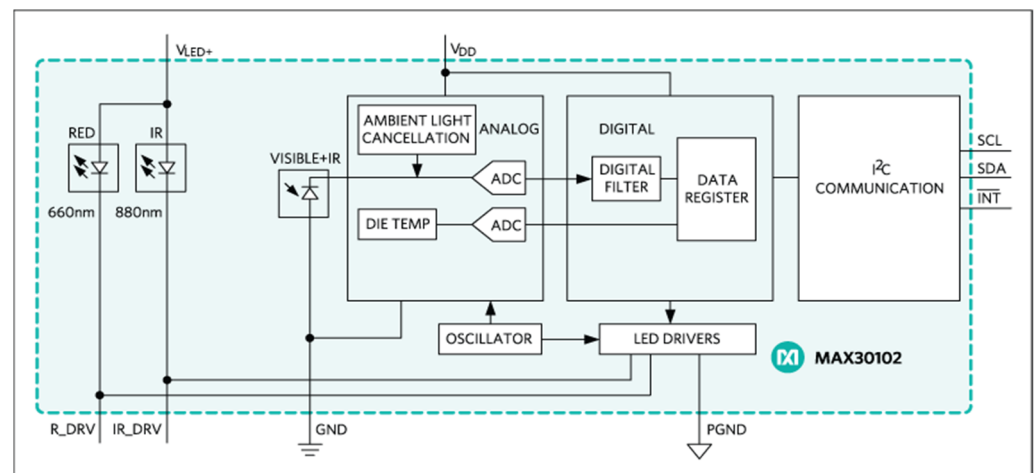 VLED+
VDD
RED
IR
660nm
880nm
VISIBLE+IR
AMBIENT LIGHT
CANCELLATION
ANALOG
ADC
DIE TEMP
ADC
DIGITAL
DIGITAL
FILTER
DATA
REGISTER
I²C
COMMUNICATION
SCL
SDA
INT
OSCILLATOR
LED DRIVERS
MAX30102
R_DRV
IR_DRV
GND
PGND